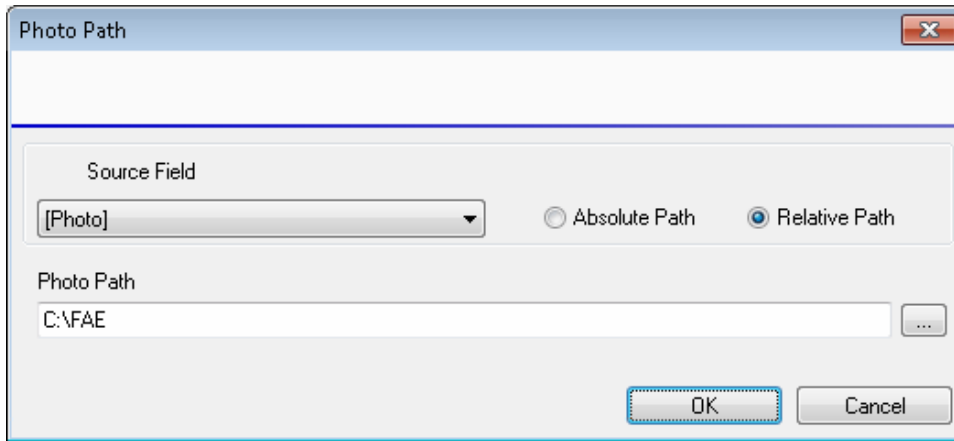 Photo Path
Source Field
[Photo]
Absolute Path
Relative Path
Photo Path
C:\FAE
...
OK
Cancel